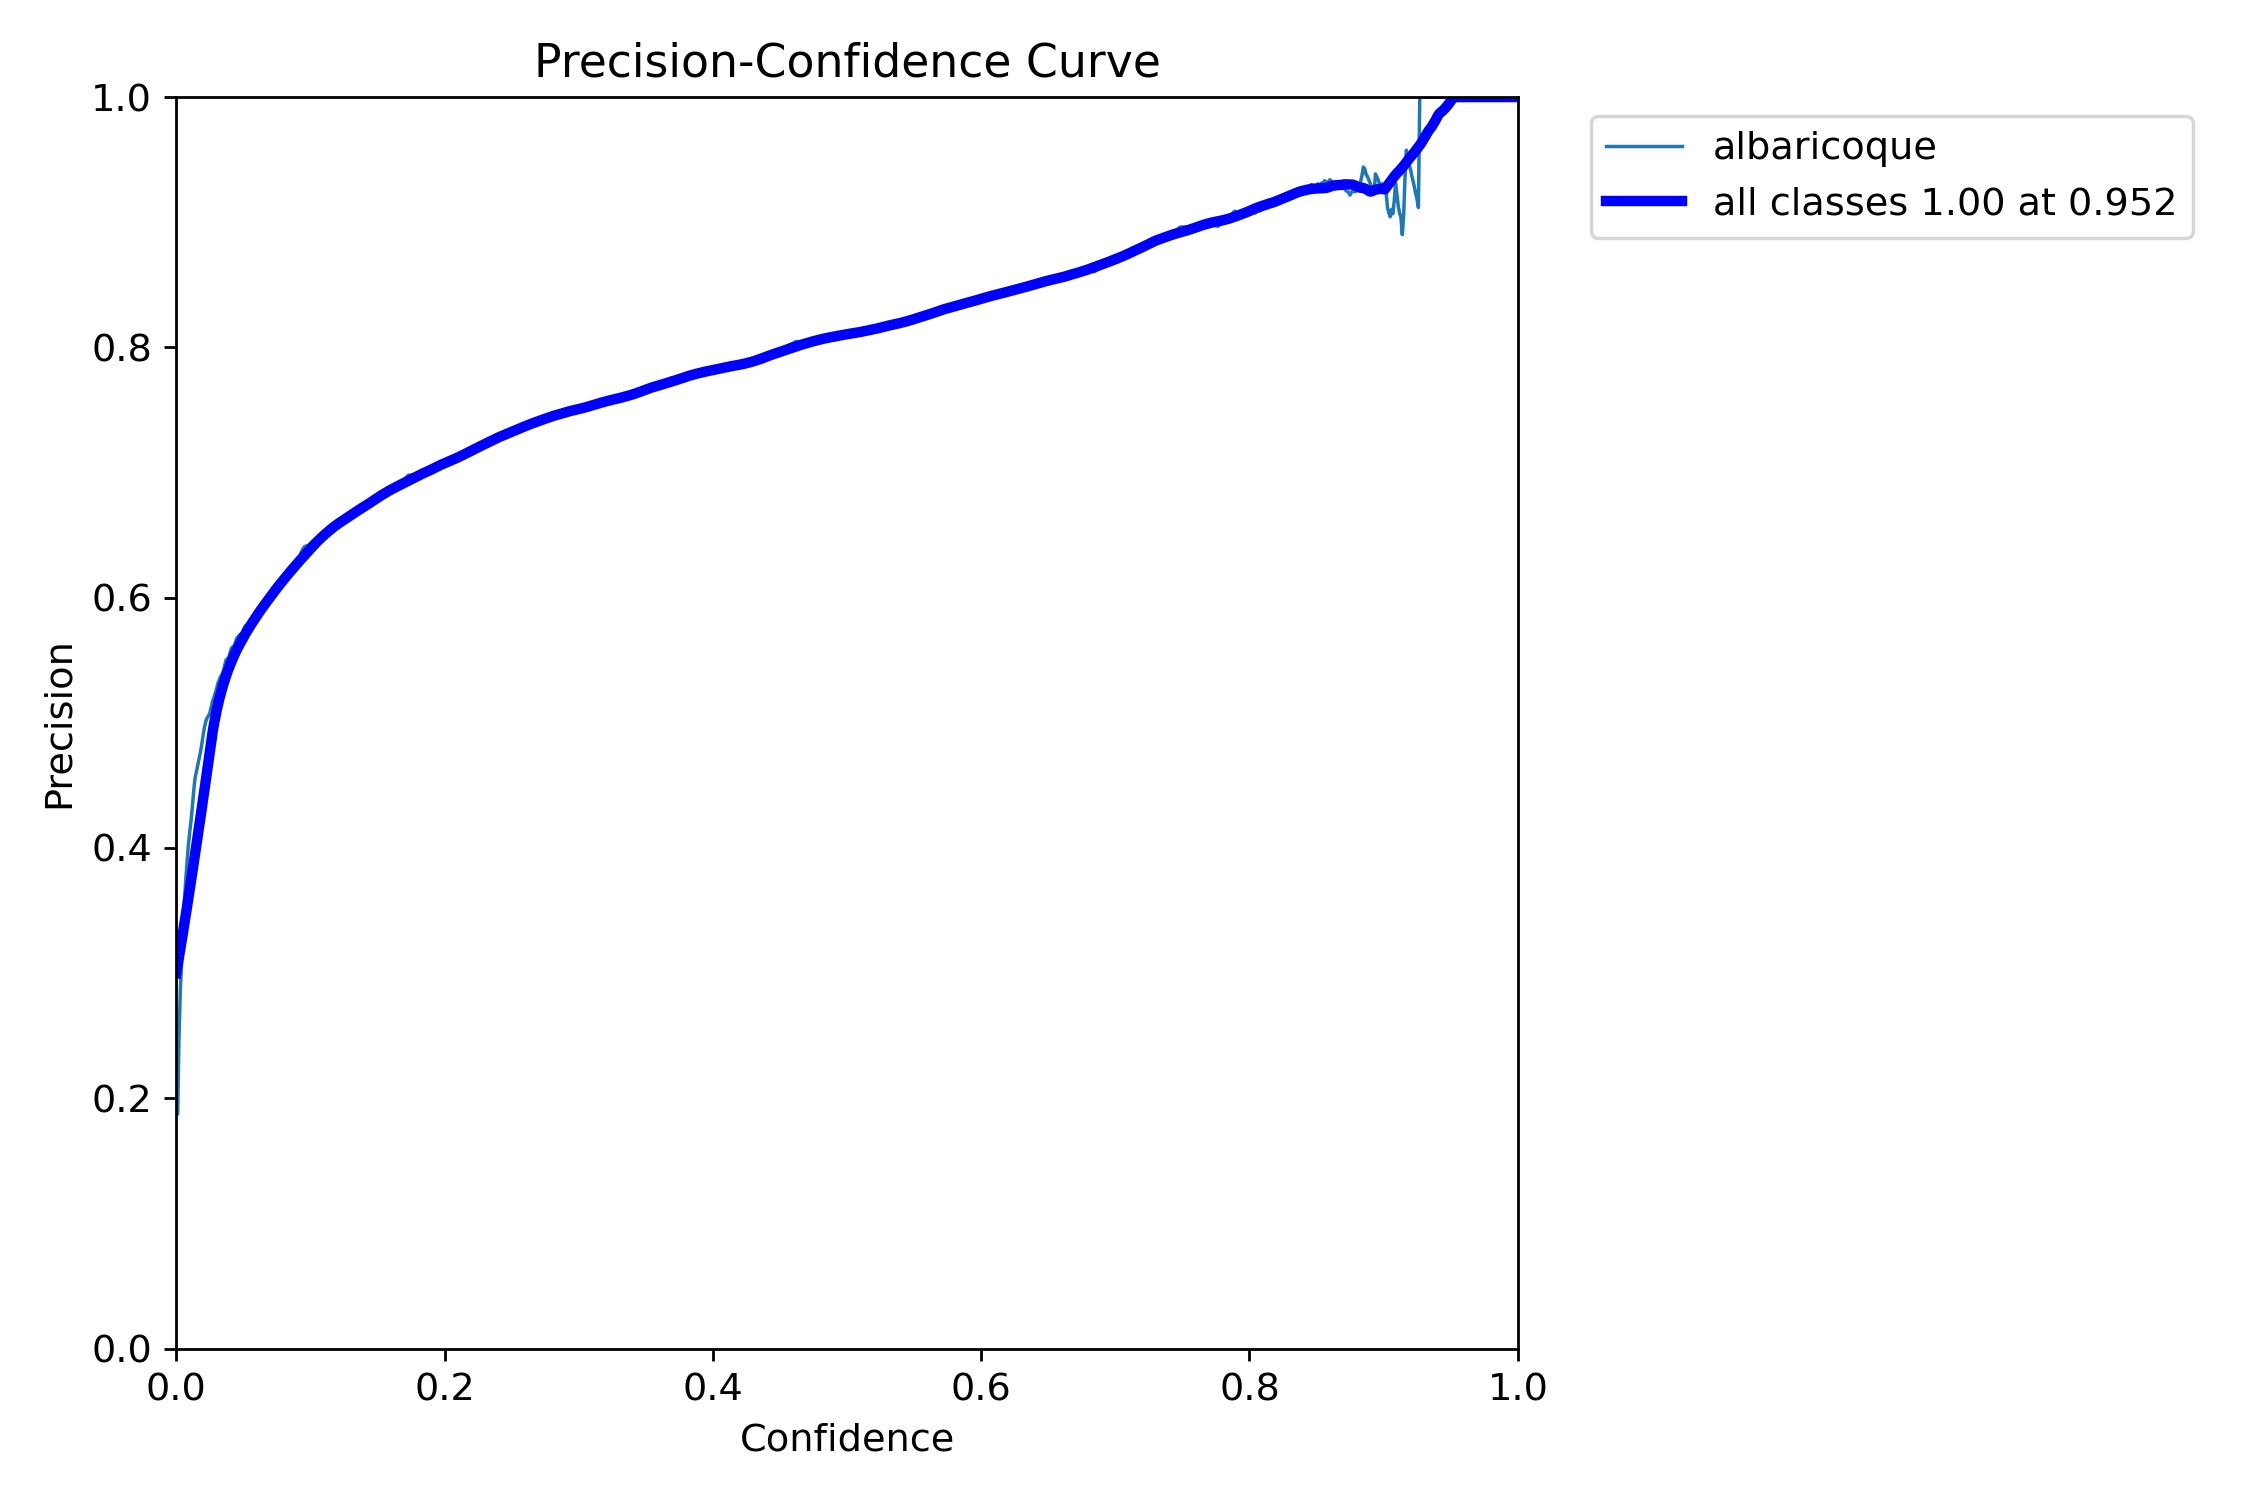 Precision-Confidence Curve
albaricoque
all classes 1.00 at 0.952
Precision
1.0
0.8
0.6
0.4
0.2
0.0
0.0 0.2 0.4 0.6 0.8 1.0
Confidence